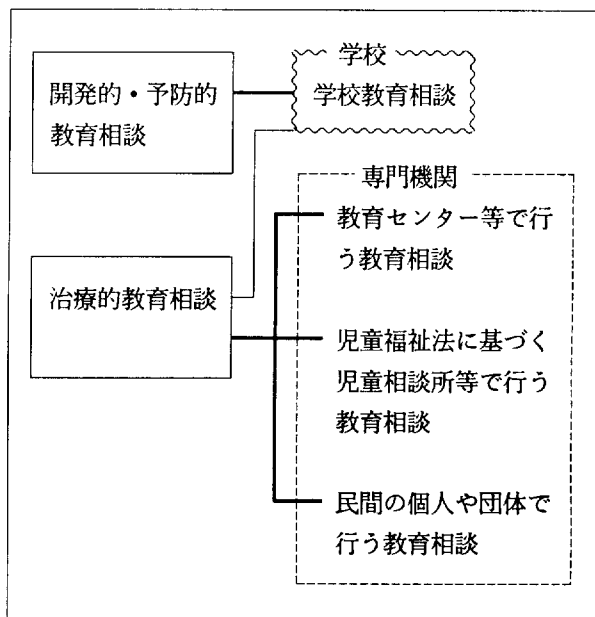 学校
開発的・予防的
教育相談
学校教育相談
専門機関
教育センター等で行
う教育相談
治療的教育相談
児童福祉法に基づく
児童相談所等で行う
教育相談
民間の個人や団体で
行う教育相談